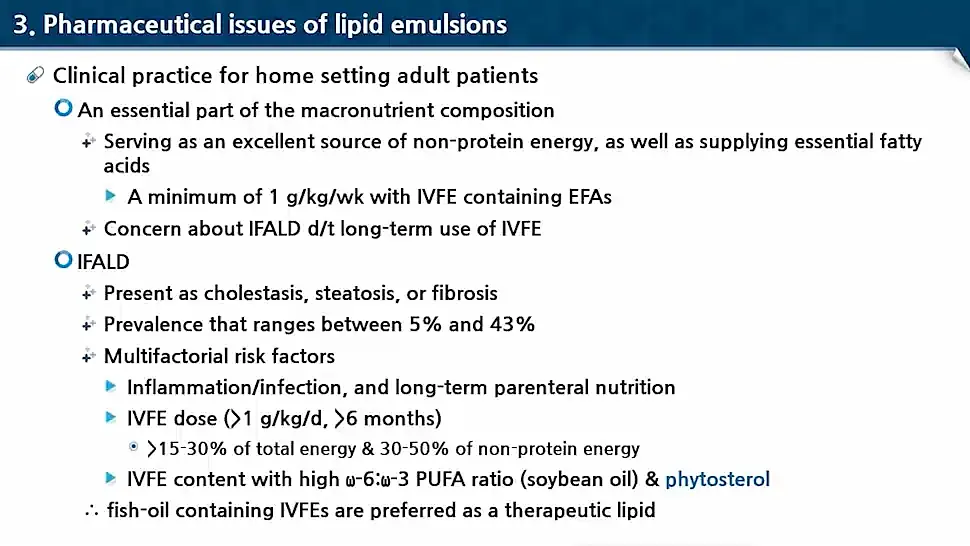 3. Pharmaceutical issues of lipid emulsions
Clinical practice for home setting adult patients
An essential part of the macronutrient composition
Serving as an excellent source of non-protein energy, as well as supplying essential fatty
acids
A minimum of 1 g/kg/wk with IVFE containing EFAs
Concern about IFALD d/t long-term use of IVFE
IFALD
Present as cholestasis, steatosis, or fibrosis
Prevalence that ranges between 5% and 43%
Multifactorial risk factors
Inflammation/infection, and long-term parenteral nutrition
IVFE dose (>1 g/kg/d, >6 months)
>15-30% of total energy & 30-50% of non-protein energy
IVFE content with high ω-6:ω-3 PUFA ratio (soybean oil) & phytosterol
∴ fish-oil containing IVFEs are preferred as a therapeutic lipid